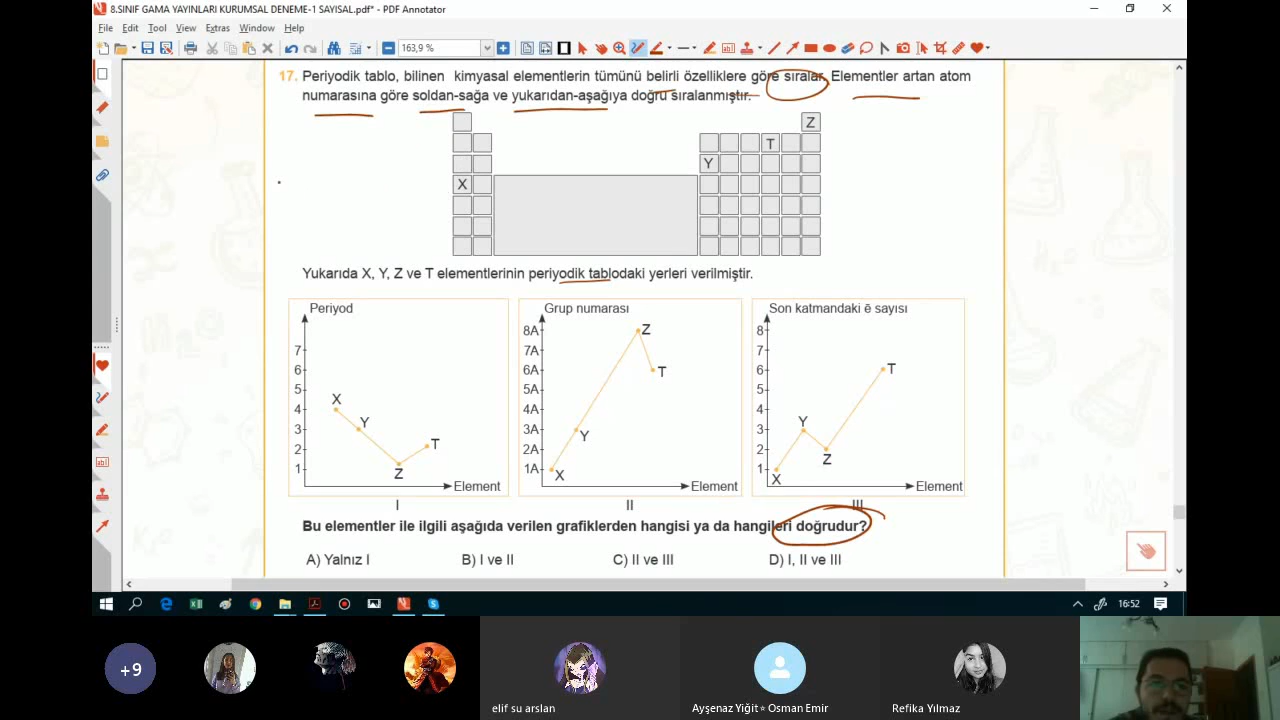 8.SINIF GAMA YAYINLARI KURUMSAL DENEME-1 SAYISAL.pdf* - PDF Annotator
File Edit Tool View Extras Window Help
163,9 %
17. Periyodik tablo, bilinen kimyasal elementlerin tümünü belirli özelliklere göre sıralar. Elementler artan atom
numarasına göre soldan-sağa ve yukarıdan-aşağıya doğru sıralanmıştır.
Z
T
Y
X
Yukarıda X, Y, Z ve T elementlerinin periyodik tablodaki yerleri verilmiştir.
Periyod
7
6
5
4
3
2
1
X
Y
Z
T
Element
I
Grup numarası
8A
7A
6A
5A
4A
3A
2A
1A
X
Y
Z
T
Element
II
Son katmandaki ē sayısı
8
7
6
5
4
3
2
1
X
Y
Z
T
Element
III
Bu elementler ile ilgili aşağıda verilen grafiklerden hangisi ya da hangileri doğrudur?
A) Yalnız I B) I ve II C) II ve III D) I, II ve III
16:52
+9
elif su arslan
Ayşenaz Yiğit⭐ Osman Emir
Refika Yılmaz